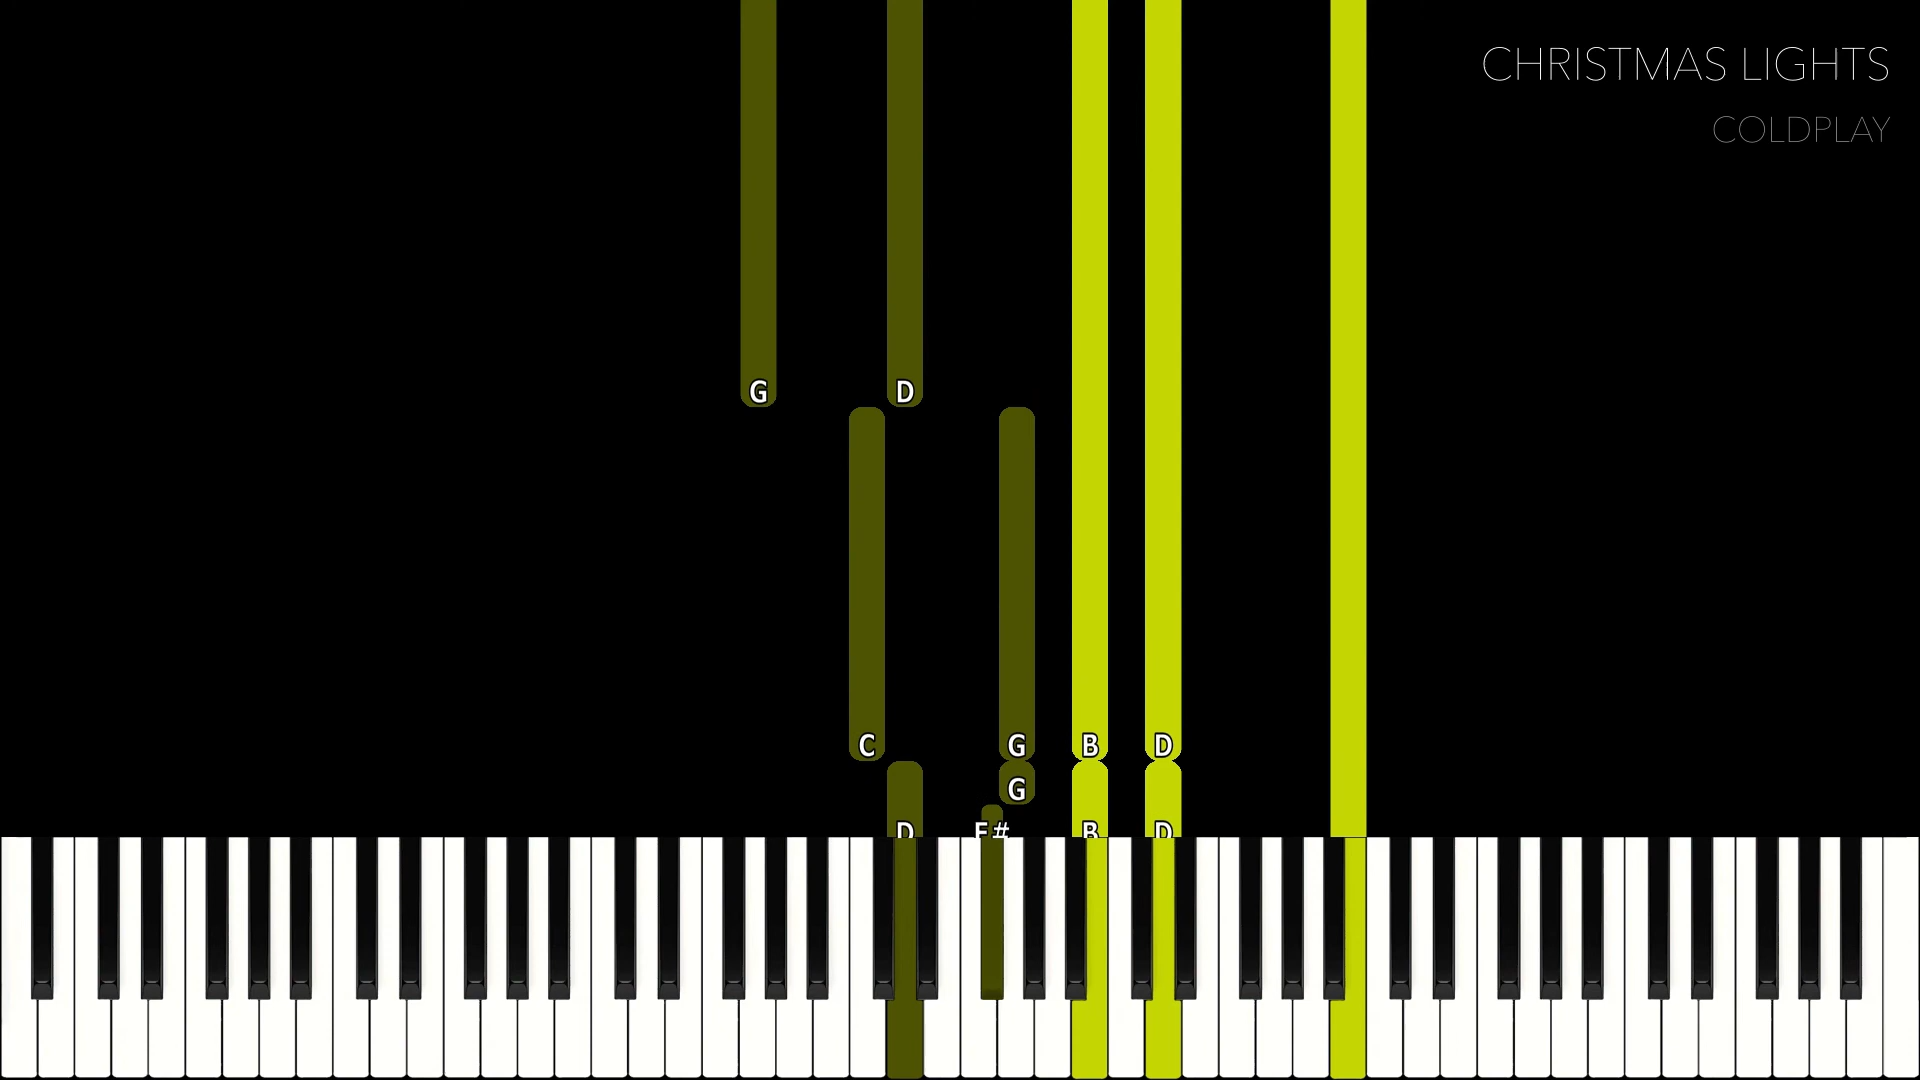 CHRISTMAS LIGHTS
COLDPLAY
G D
C G B D
G
D F# B D